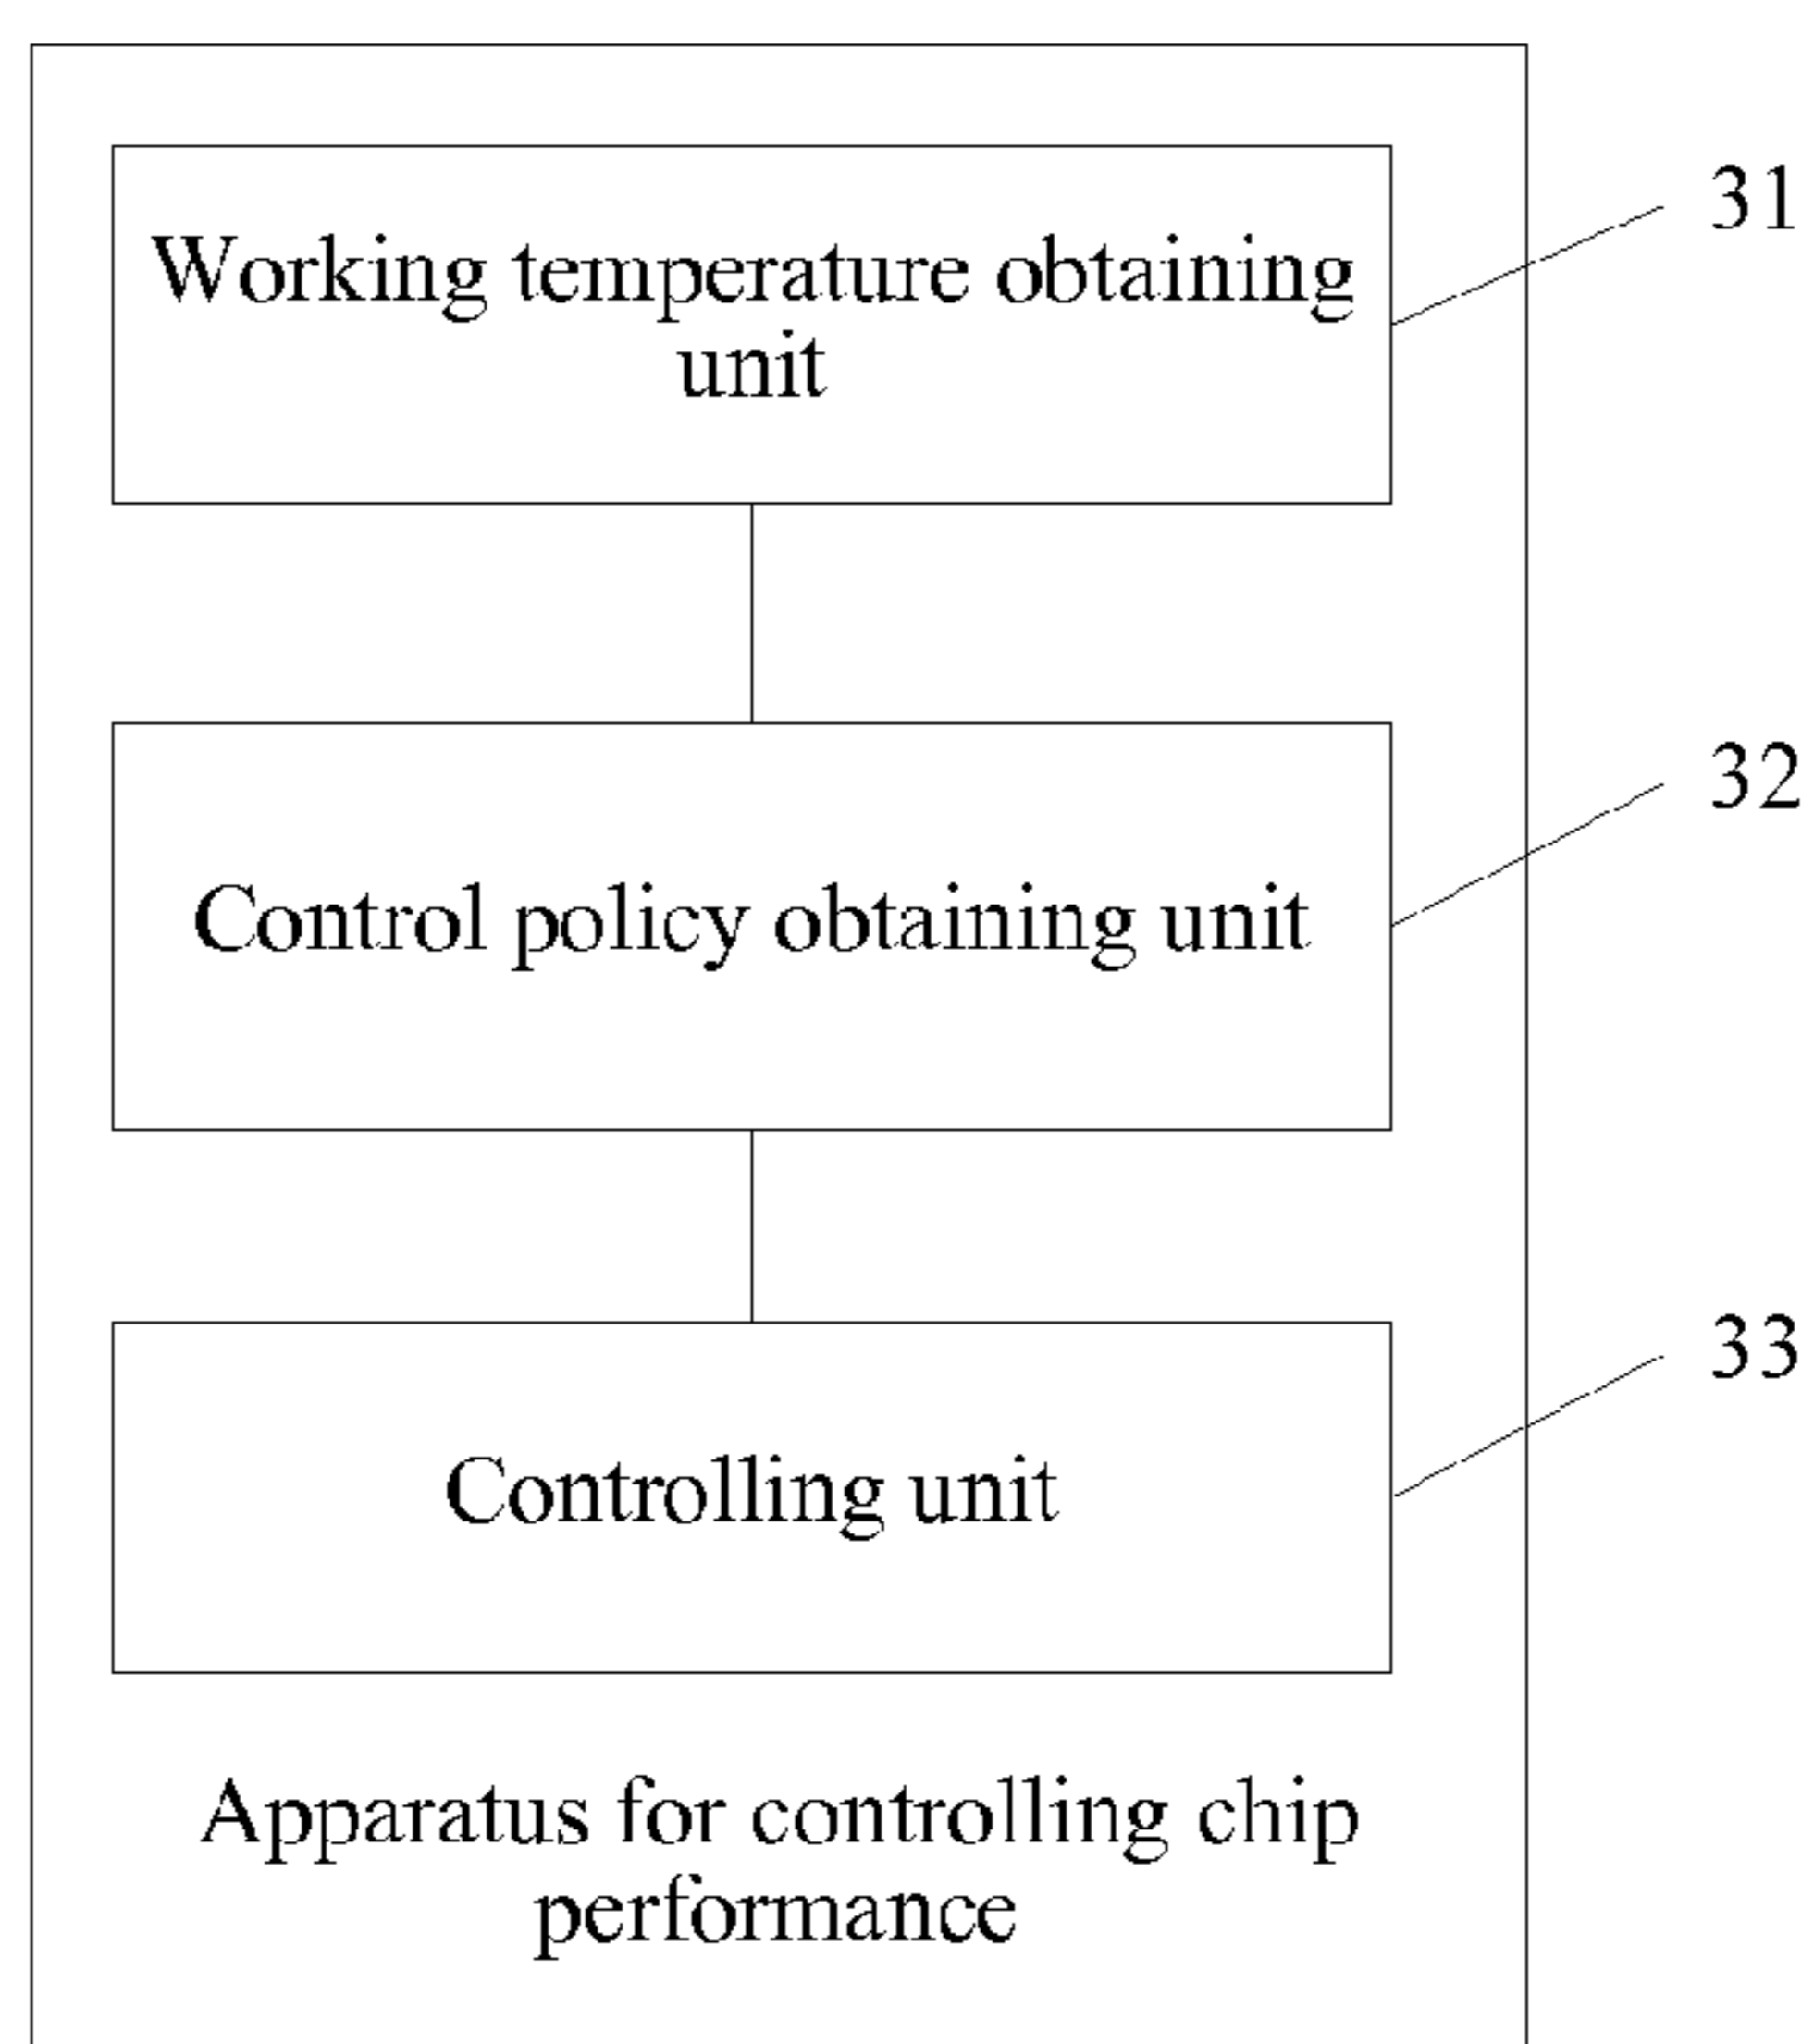 31
Working temperature obtaining
unit
32
Control policy obtaining unit
33
Controlling unit
Apparatus for controlling chip
performance